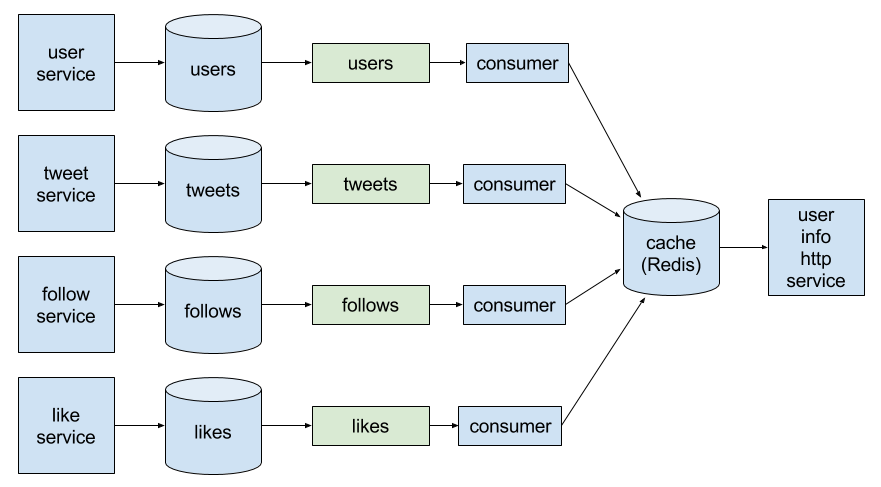 user
service
users
users
consumer
tweet
service
tweets
tweets
consumer
cache
(Redis)
user
info
http
service
follow
service
follows
follows
consumer
like
service
likes
likes
consumer